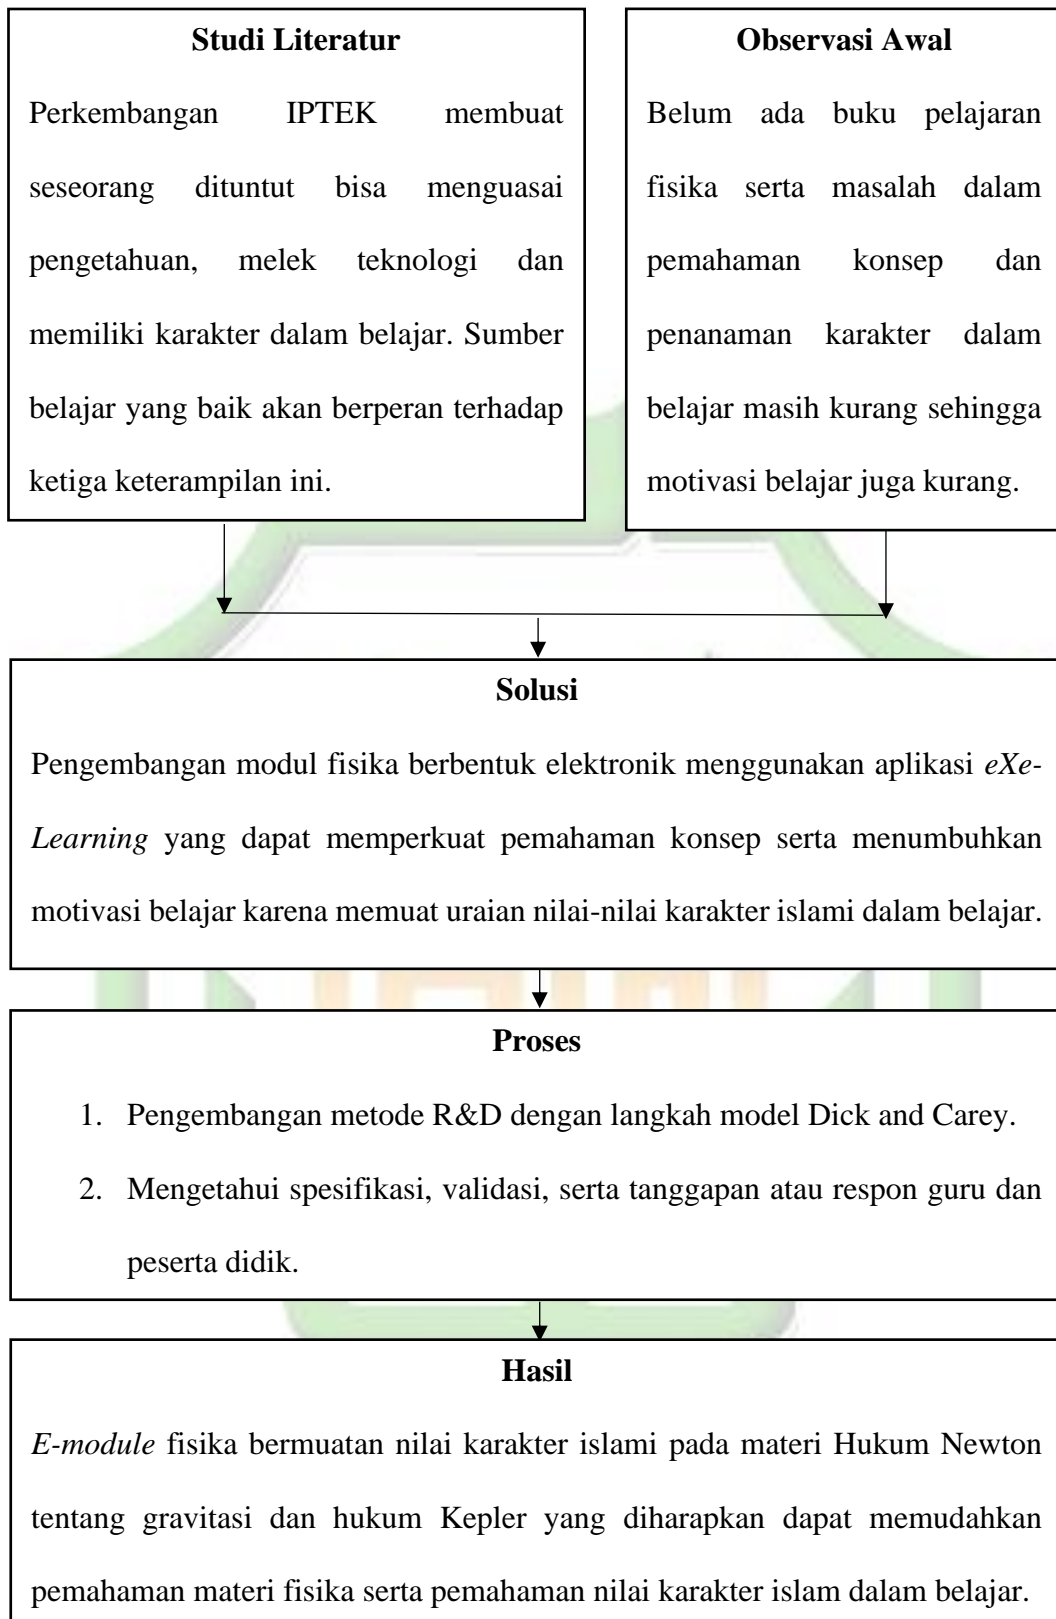 Studi Literatur
Perkembangan IPTEK membuat
seseorang dituntut bisa menguasai
pengetahuan, melek teknologi dan
memiliki karakter dalam belajar. Sumber
belajar yang baik akan berperan terhadap
ketiga keterampilan ini.
Observasi Awal
Belum ada buku pelajaran
fisika serta masalah dalam
pemahaman konsep dan
penanaman karakter dalam
belajar masih kurang sehingga
motivasi belajar juga kurang.
Solusi
Pengembangan modul fisika berbentuk elektronik menggunakan aplikasi eXe-
Learning yang dapat memperkuat pemahaman konsep serta menumbuhkan
motivasi belajar karena memuat uraian nilai-nilai karakter islami dalam belajar.
Proses
1. Pengembangan metode R&D dengan langkah model Dick and Carey.
2. Mengetahui spesifikasi, validasi, serta tanggapan atau respon guru dan
peserta didik.
Hasil
E-module fisika bermuatan nilai karakter islami pada materi Hukum Newton
tentang gravitasi dan hukum Kepler yang diharapkan dapat memudahkan
pemahaman materi fisika serta pemahaman nilai karakter islam dalam belajar.